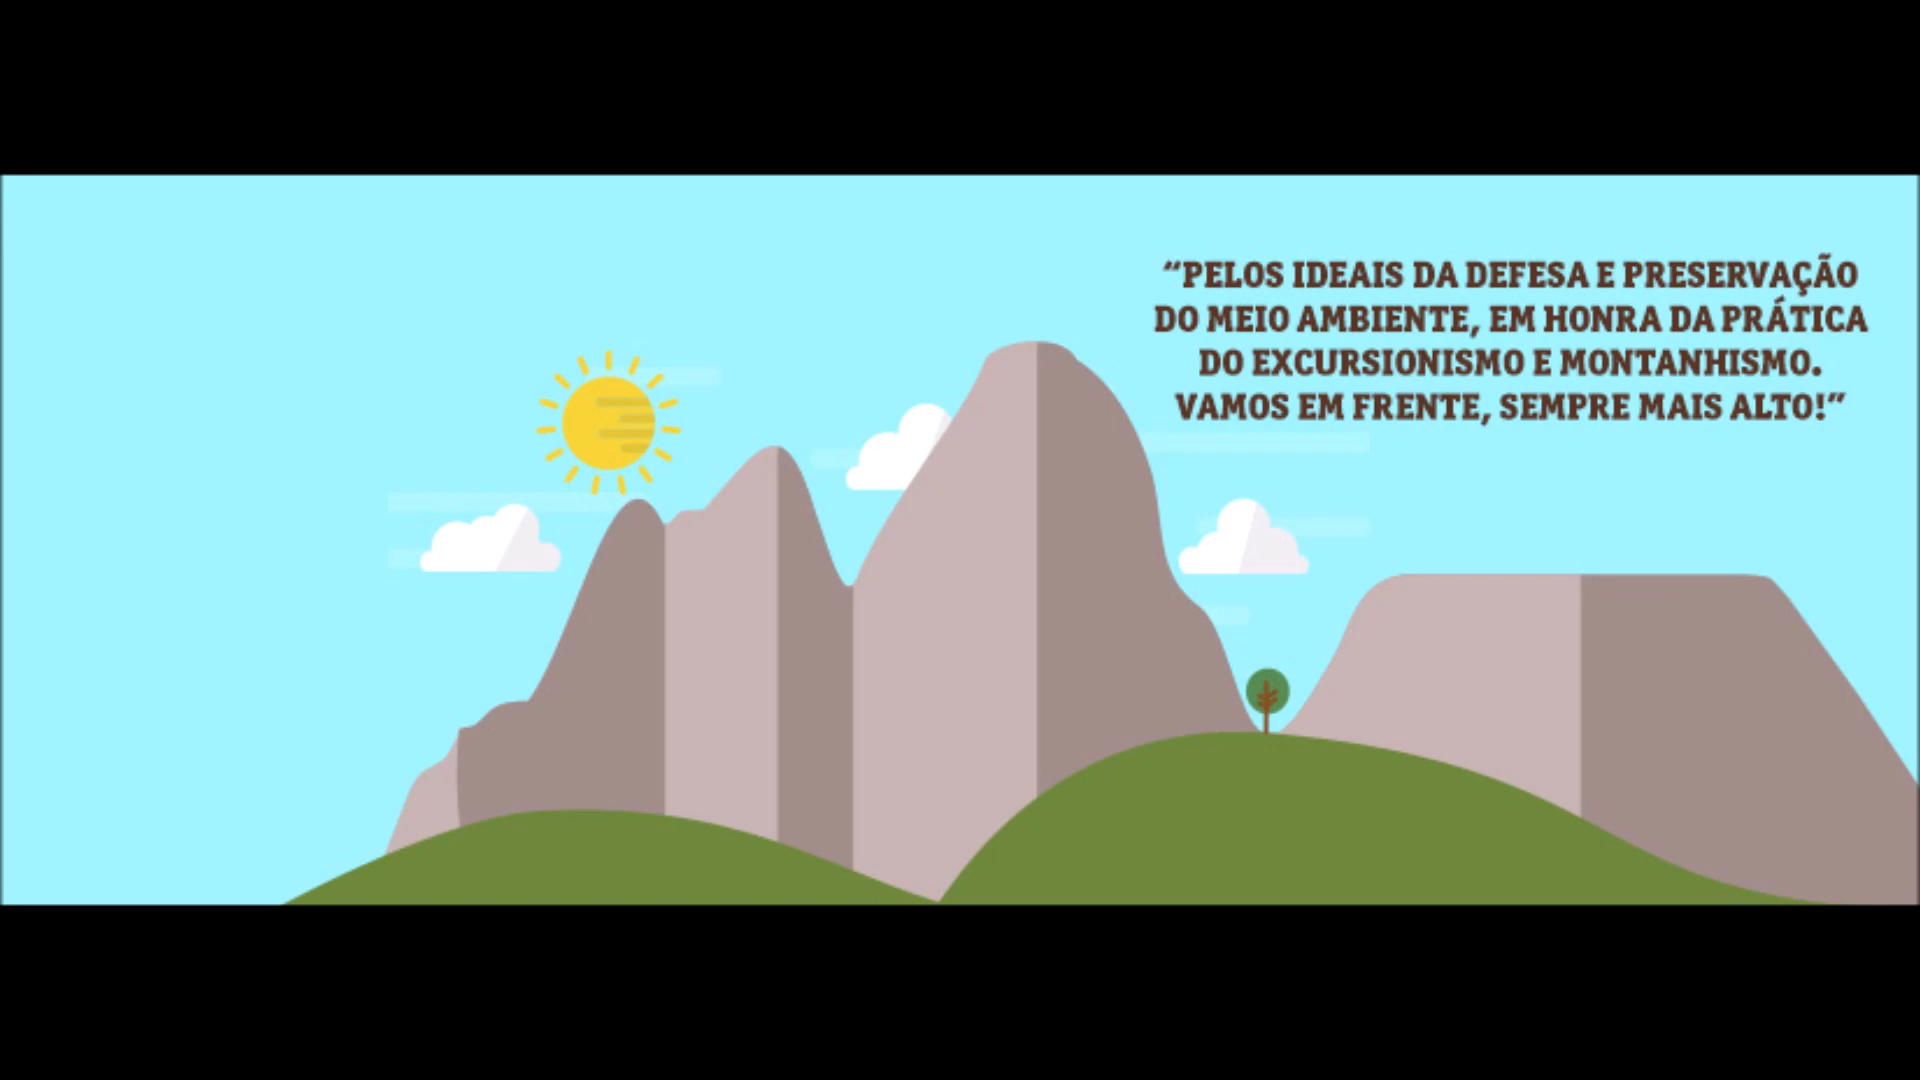 “PELOS IDEAIS DA DEFESA E PRESERVAÇÃO
DO MEIO AMBIENTE, EM HONRA DA PRÁTICA
DO EXCURSIONISMO E MONTANHISMO.
VAMOS EM FRENTE, SEMPRE MAIS ALTO!”